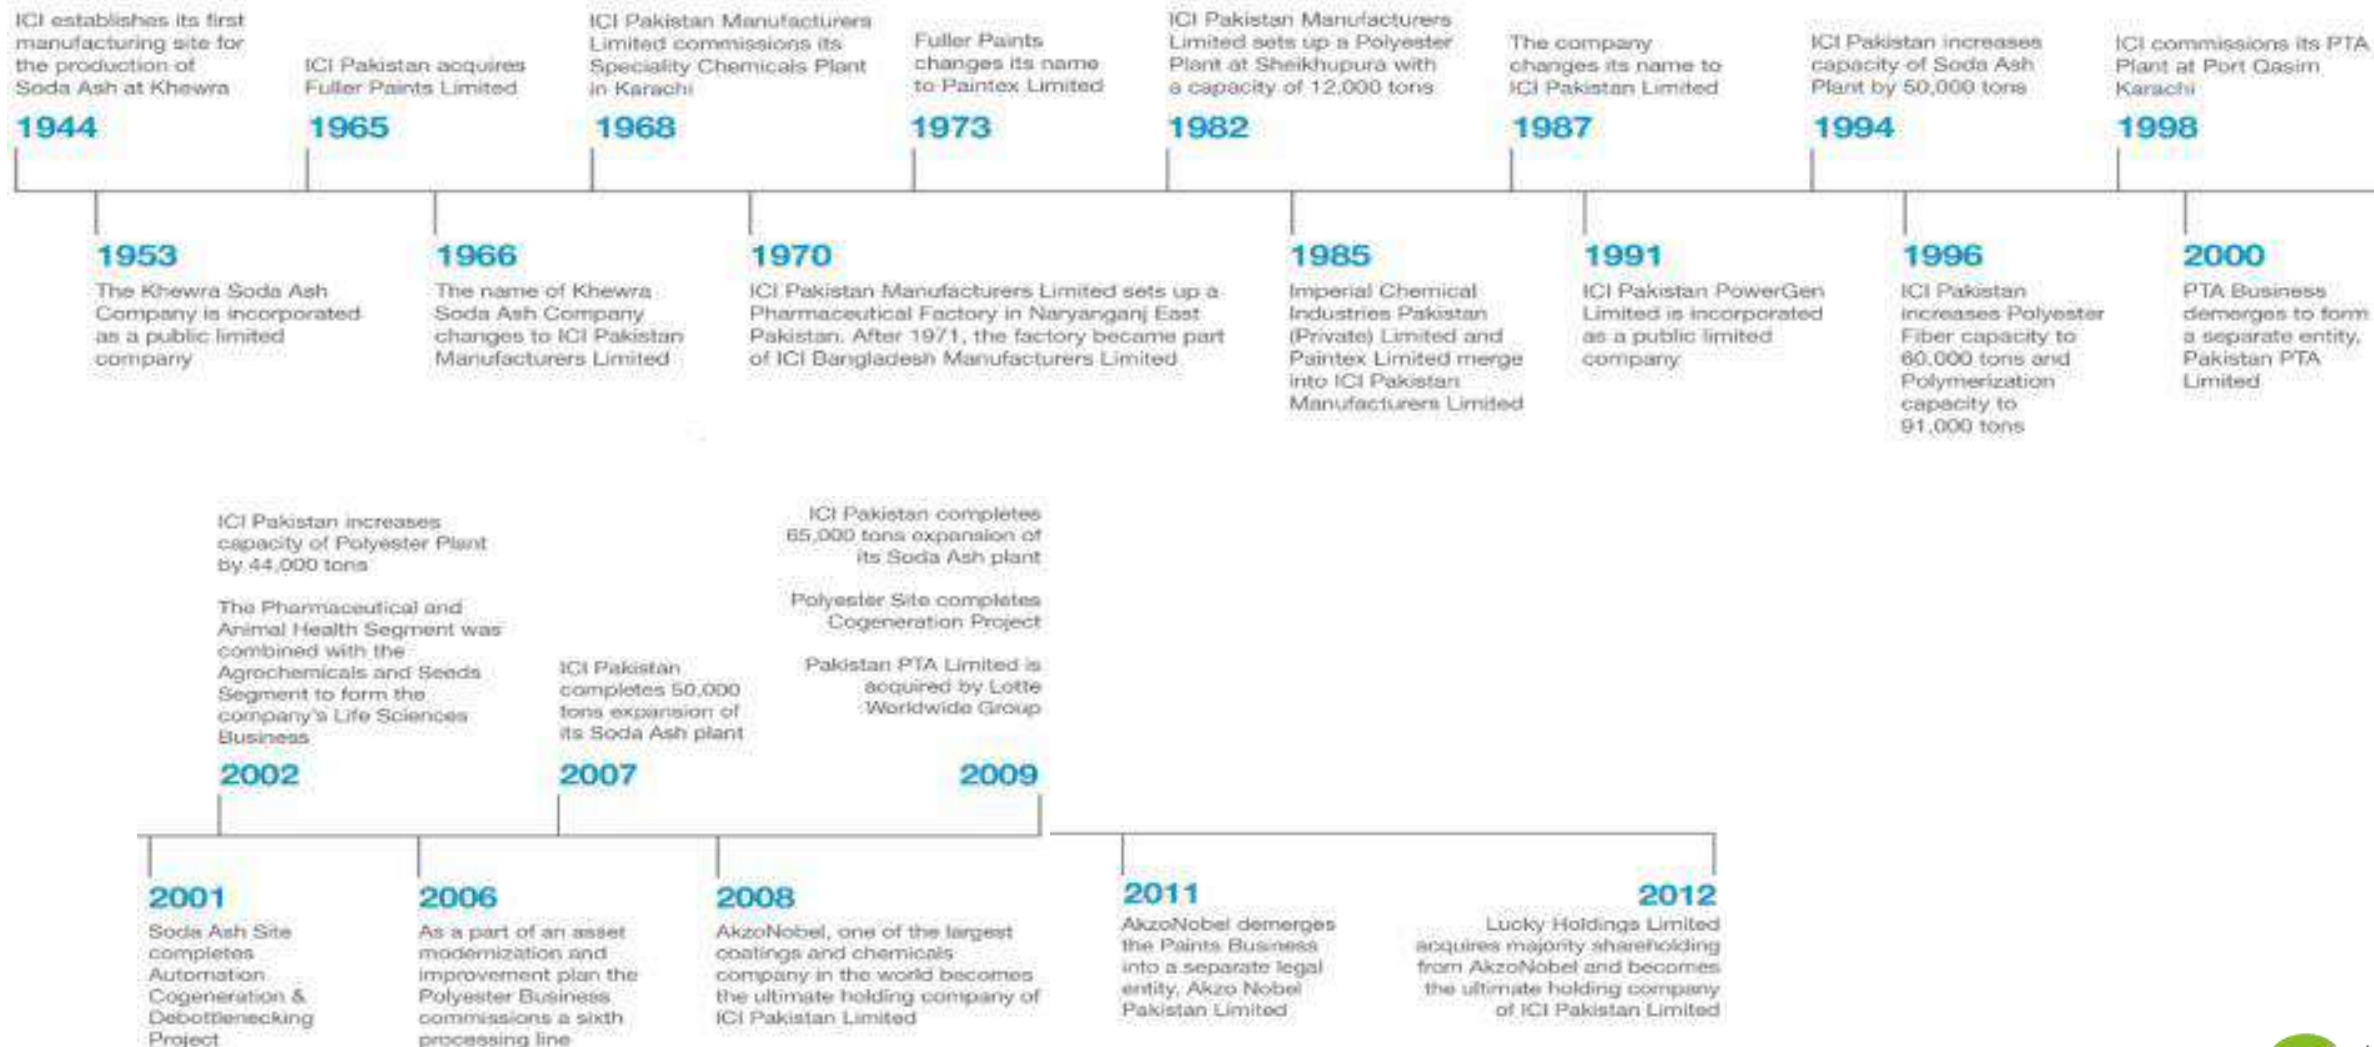 ICI establishes its first
manufacturing site for
the production of
Soda Ash at Khewra
1944
1953
The Khewra Soda Ash
Company is incorporated
as a public limited
company
ICI Pakistan acquires
Fuller Paints Limited
1965
1966
The name of Khewra
Soda Ash Company
changes to ICI Pakistan
Manufacturers Limited
ICI Pakistan Manufacturers
Limited commissions its
Speciality Chemicals Plant
in Karachi
1968
1970
ICI Pakistan Manufacturers Limited sets up a
Pharmaceutical Factory in Naryanganj East
Pakistan. After 1971, the factory became part
of ICI Bangladesh Manufacturers Limited
Fuller Paints
changes its name
to Paintex Limited
1973
ICI Pakistan Manufacturers
Limited sets up a Polyester
Plant at Sheikhupura with
a capacity of 12,000 tons
1982
1985
Imperial Chemical
Industries Pakistan
(Private) Limited and
Paintex Limited merge
into ICI Pakistan
Manufacturers Limited
The company
changes its name to
ICI Pakistan Limited
1987
1991
ICI Pakistan PowerGen
Limited is incorporated
as a public limited
company
ICI Pakistan increases
capacity of Soda Ash
Plant by 50,000 tons
1994
1996
ICI Pakistan
increases Polyester
Fiber capacity to
60,000 tons and
Polymerization
capacity to
91,000 tons
ICI commissions its PTA
Plant at Port Qasim
Karachi
1998
2000
PTA Business
demerges to form
a separate entity,
Pakistan PTA
Limited
2001
Soda Ash Site
completes
Automation
Cogeneration &
Debottlenecking
Project
ICI Pakistan increases
capacity of Polyester Plant
by 44,000 tons
The Pharmaceutical and
Animal Health Segment was
combined with the
Agrochemicals and Seeds
Segment to form the
company's Life Sciences
Business
2002
2006
As a part of an asset
modernization and
improvement plan the
Polyester Business
commissions a sixth
processing line
ICI Pakistan
completes 50,000
tons expansion of
its Soda Ash plant
2007
2008
AkzoNobel, one of the largest
coatings and chemicals
company in the world becomes
the ultimate holding company of
ICI Pakistan Limited
ICI Pakistan completes
65,000 tons expansion of
its Soda Ash plant
Polyester Site completes
Cogeneration Project
Pakistan PTA Limited is
acquired by Lotte
Worldwide Group
2009
2011
AkzoNobel demerges
the Paints Business
into a separate legal
entity, Akzo Nobel
Pakistan Limited
2012
Lucky Holdings Limited
acquires majority shareholding
from AkzoNobel and becomes
the ultimate holding company
of ICI Pakistan Limited